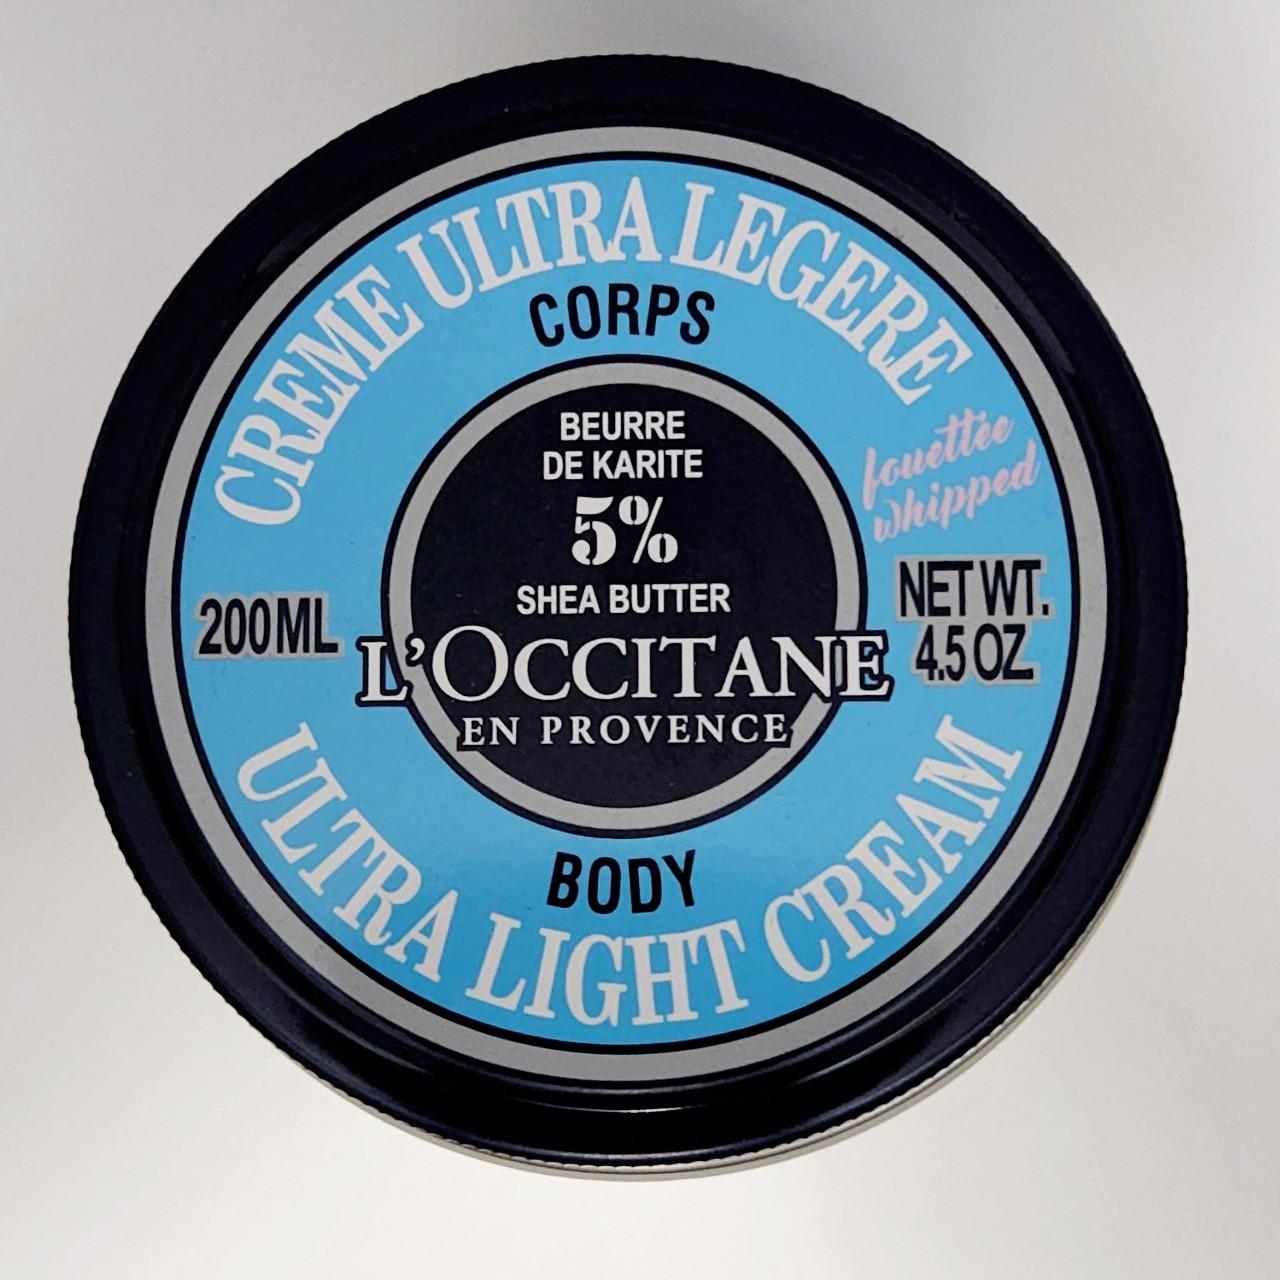 CREME ULTRA LEGERE
CORPS
fouettée
whipped
BEURRE
DE KARITE
5%
SHEA BUTTER
200ML
NET WT.
4.5 OZ.
L'OCCITANE
EN PROVENCE
BODY
ULTRA LIGHT CREAM